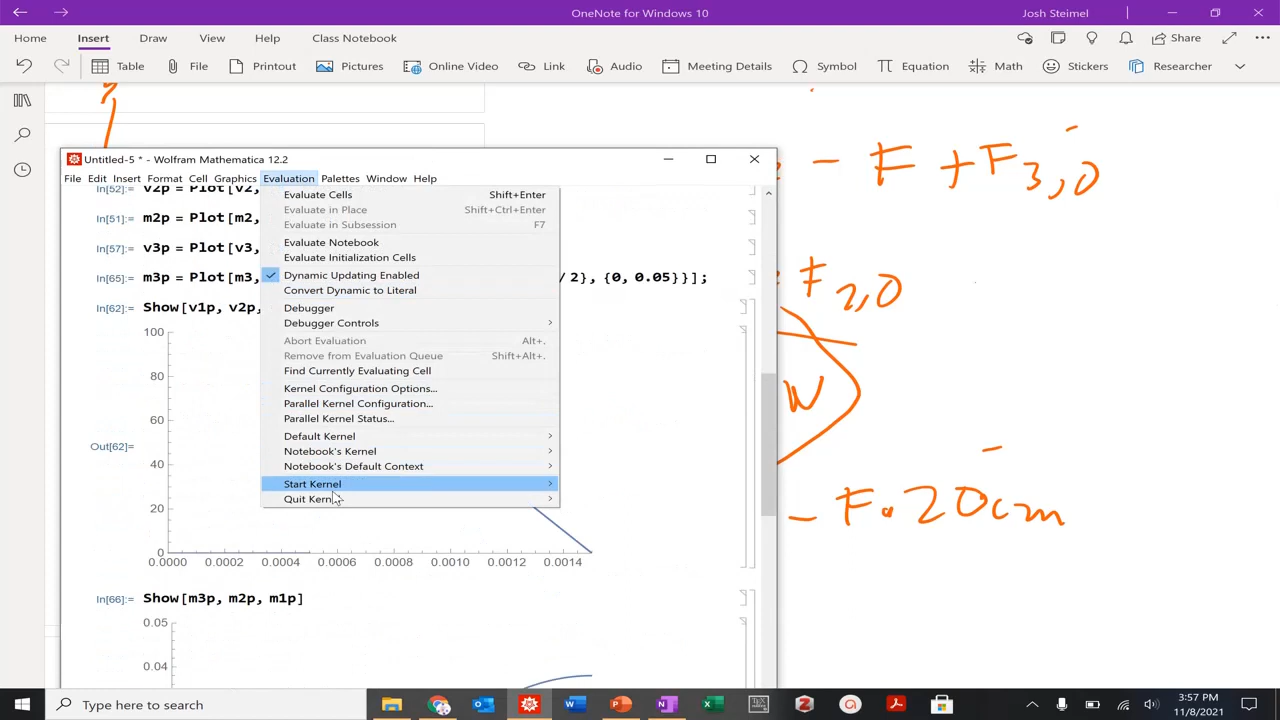 OneNote for Windows 10
Josh Steimel
Home Insert Draw View Help Class Notebook
Share
Table File Printout Pictures Online Video Link Audio Meeting Details Symbol Equation Math Stickers Researcher
Untitled-5 * - Wolfram Mathematica 12.2
File Edit Insert Format Cell Graphics Evaluation Palettes Window Help
In[52]:= v2p = Plot[v2,
In[51]:= m2p = Plot[m2,
In[57]:= v3p = Plot[v3,
In[65]:= m3p = Plot[m3, / 2}, {0, 0.05}}];
In[62]:= Show[v1p, v2p,
Evaluate Cells Shift+Enter
Evaluate in Place Shift+Ctrl+Enter
Evaluate in Subsession F7
Evaluate Notebook
Evaluate Initialization Cells
Dynamic Updating Enabled
Convert Dynamic to Literal
Debugger
Debugger Controls
Abort Evaluation Alt+.
Remove from Evaluation Queue Shift+Alt+.
Find Currently Evaluating Cell
Kernel Configuration Options...
Parallel Kernel Configuration...
Parallel Kernel Status...
Default Kernel
Notebook's Kernel
Notebook's Default Context
Start Kernel
Quit Kernel
100
80
60
Out[62]=
40
20
0
0.0000 0.0002 0.0004 0.0006 0.0008 0.0010 0.0012 0.0014
In[66]:= Show[m3p, m2p, m1p]
0.05
0.04
- F + F3,0
F2,0
W
- F.20cm
Type here to search
3:57 PM
11/8/2021